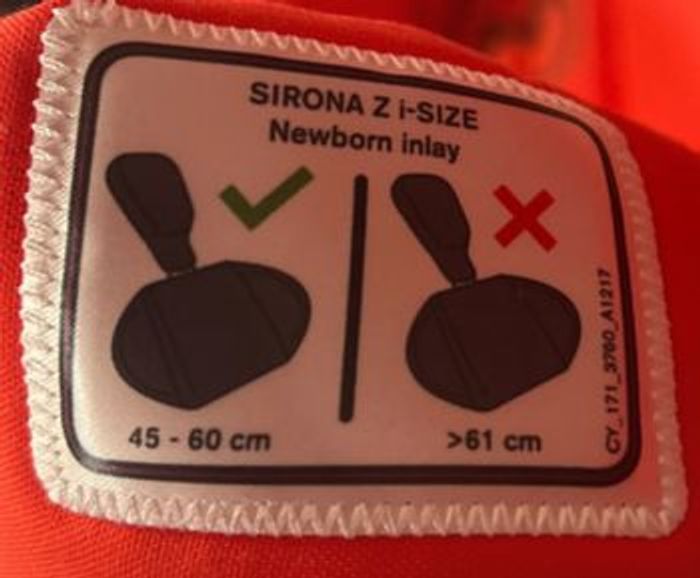 SIRONA Z i-SIZE
Newborn inlay
45 - 60 cm
>61 cm
CY_171_3760_A1217